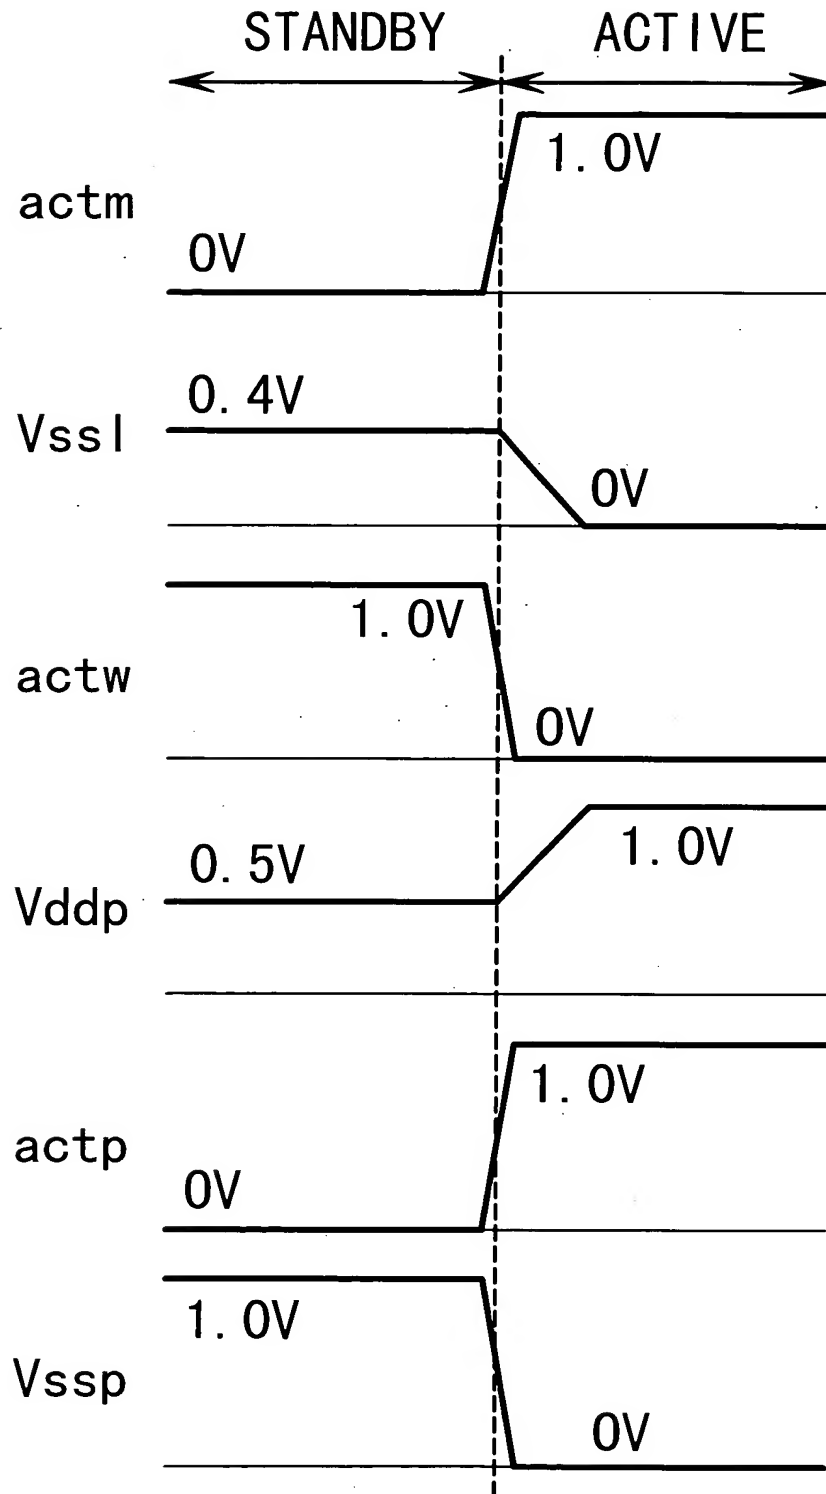 STANDBY ACTIVE
1.0V
actm
0V
0.4V
Vssl
0V
1.0V
actw
0V
1.0V
0.5V
Vddp
1.0V
actp
0V
1.0V
Vssp
0V